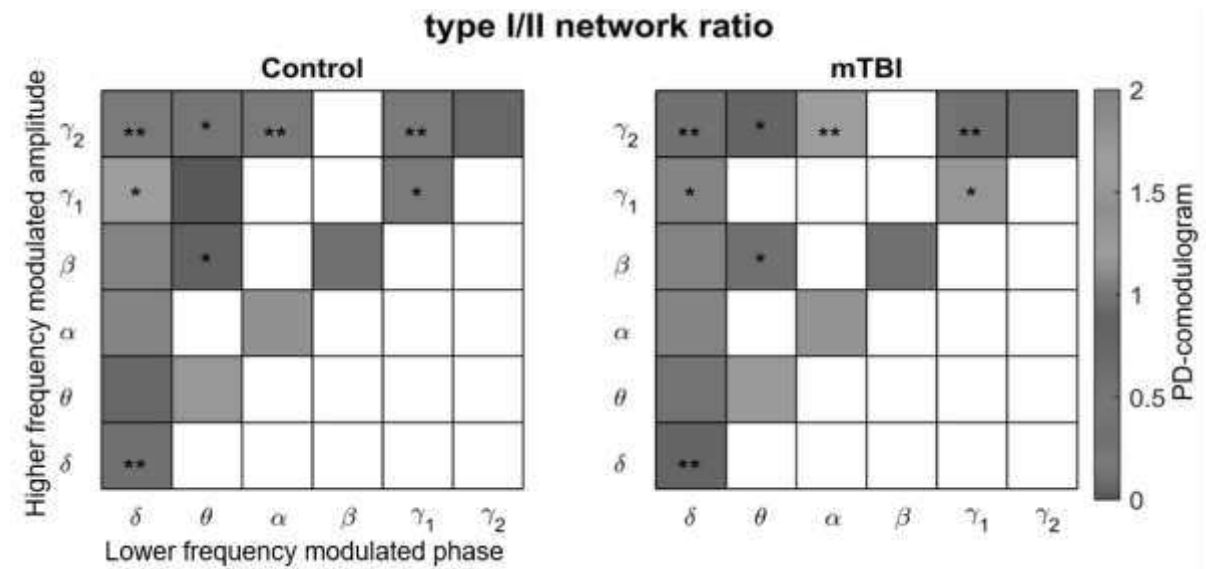 type I/II network ratio
Control
mTBI
Higher frequency modulated amplitude
γ2 ** * ** **
γ1 * *
β *
α
θ
δ **
δ θ α β γ1 γ2
Lower frequency modulated phase
γ2 ** * ** **
γ1 * *
β *
α
θ
δ **
δ θ α β γ1 γ2
2
1.5
1
0.5
0
PD-comodulogram